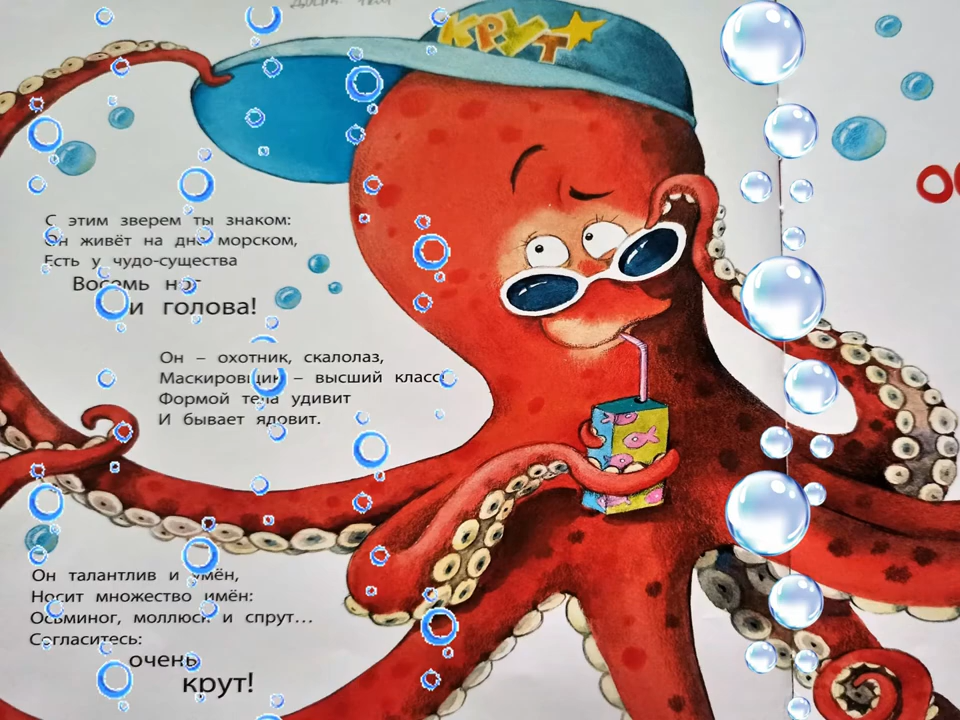 КРУТ
С этим зверем ты знаком:
Он живёт на дне морском,
Есть у чудо-существа
Восемь ног
и голова!
Он – охотник, скалолаз,
Маскировщик – высший класс,
Формой тела удивит
И бывает ядовит.
Он талантлив и умён,
Носит множество имён:
Осьминог, моллюск и спрут...
Согласитесь:
очень
крут!